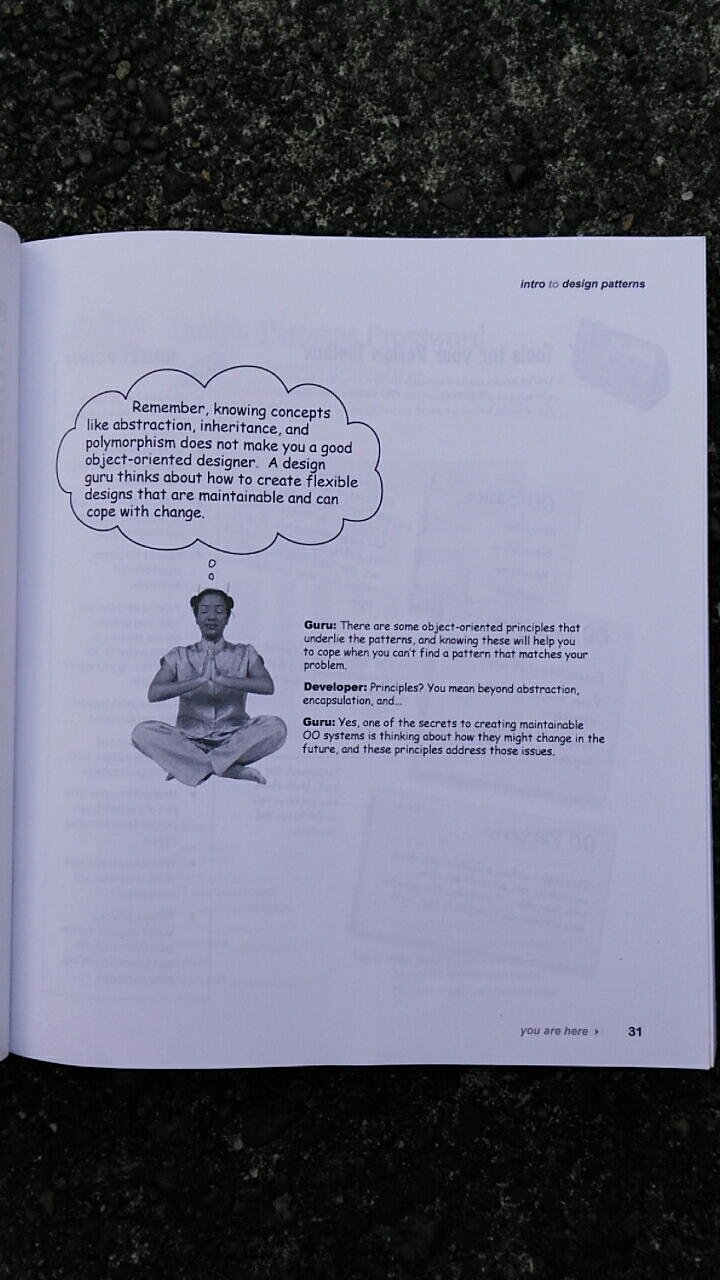 intro to design patterns
Remember, knowing concepts
like abstraction, inheritance, and
polymorphism does not make you a good
object-oriented designer. A design
guru thinks about how to create flexible
designs that are maintainable and can
cope with change.
Guru: There are some object-oriented principles that
underlie the patterns, and knowing these will help you
to cope when you can't find a pattern that matches your
problem.
Developer: Principles? You mean beyond abstraction,
encapsulation, and...
Guru: Yes, one of the secrets to creating maintainable
OO systems is thinking about how they might change in the
future, and these principles address those issues.
you are here 31